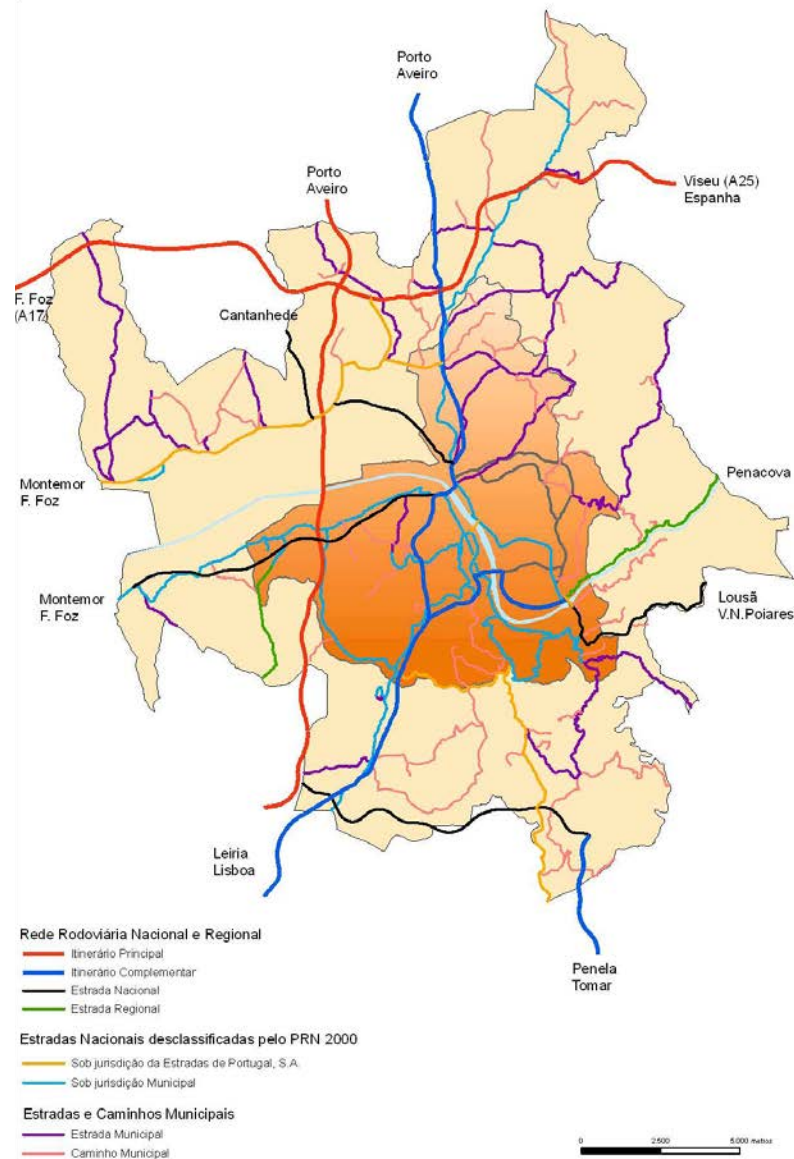 Porto
Aveiro
Porto
Aveiro
Viseu (A25)
Espanha
F. Foz
(A17)
Cantanhede
Penacova
Montemor
F. Foz
Montemor
F. Foz
Lousã
V.N.Poiares
Leiria
Lisboa
Penela
Tomar
Rede Rodoviária Nacional e Regional
Itinerário Principal
Itinerário Complementar
Estrada Nacional
Estrada Regional
Estradas Nacionais desclassificadas pelo PRN 2000
Sob jurisdição da Estradas de Portugal, S.A.
Sob jurisdição Municipal
Estradas e Caminhos Municipais
Estrada Municipal
Caminho Municipal
0 2.500 5.000 metros